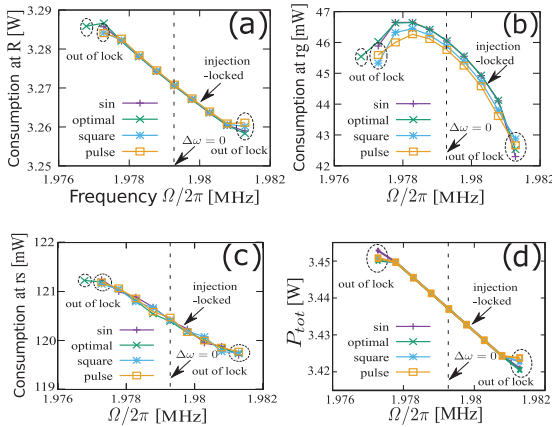 (a)
Consumption at R [W]
3.29
3.28
3.27
3.26
3.25
out of lock
injection
-locked
sin
optimal
square
pulse
Δω = 0
out of lock
1.976
1.978
1.98
1.982
Frequency Ω/2π [MHz]
(b)
Consumption at rg [mW]
47
46
45
44
43
42
out of lock
injection
-locked
sin
optimal
square
pulse
Δω = 0
out of lock
1.976
1.978
1.98
1.982
Ω/2π [MHz]
(c)
Consumption at rs [mW]
122
121
120
119
out of lock
injection
-locked
sin
optimal
square
pulse
Δω = 0
out of lock
1.976
1.978
1.98
1.982
Ω/2π [MHz]
(d)
P_tot [W]
3.45
3.44
3.43
3.42
out of lock
injection
-locked
sin
optimal
square
pulse
Δω = 0
out of lock
1.976
1.978
1.98
1.982
Ω/2π [MHz]